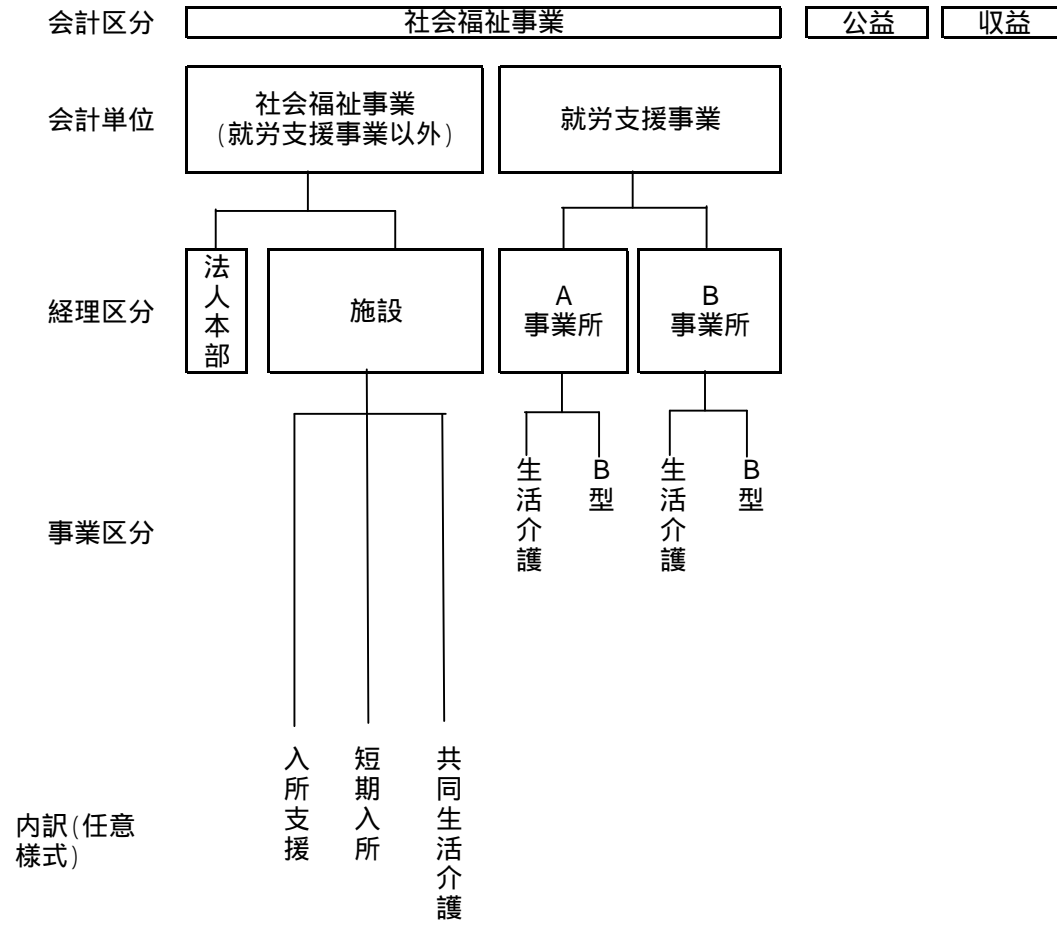 会計区分
社会福祉事業
公益
収益
会計単位
社会福祉事業
(就労支援事業以外)
就労支援事業
経理区分
法人本部
施設
A
事業所
B
事業所
事業区分
生活介護
B型
生活介護
B型
内訳(任意
様式)
入所支援
短期入所
共同生活介護